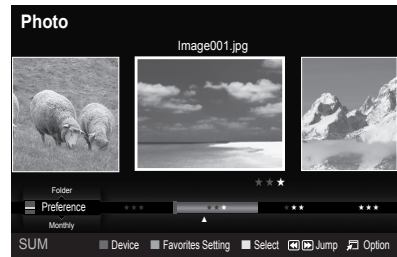 Photo
Image001.jpg
Folder
Preference
Monthly
SUM Device Favorites Setting Select Jump Option